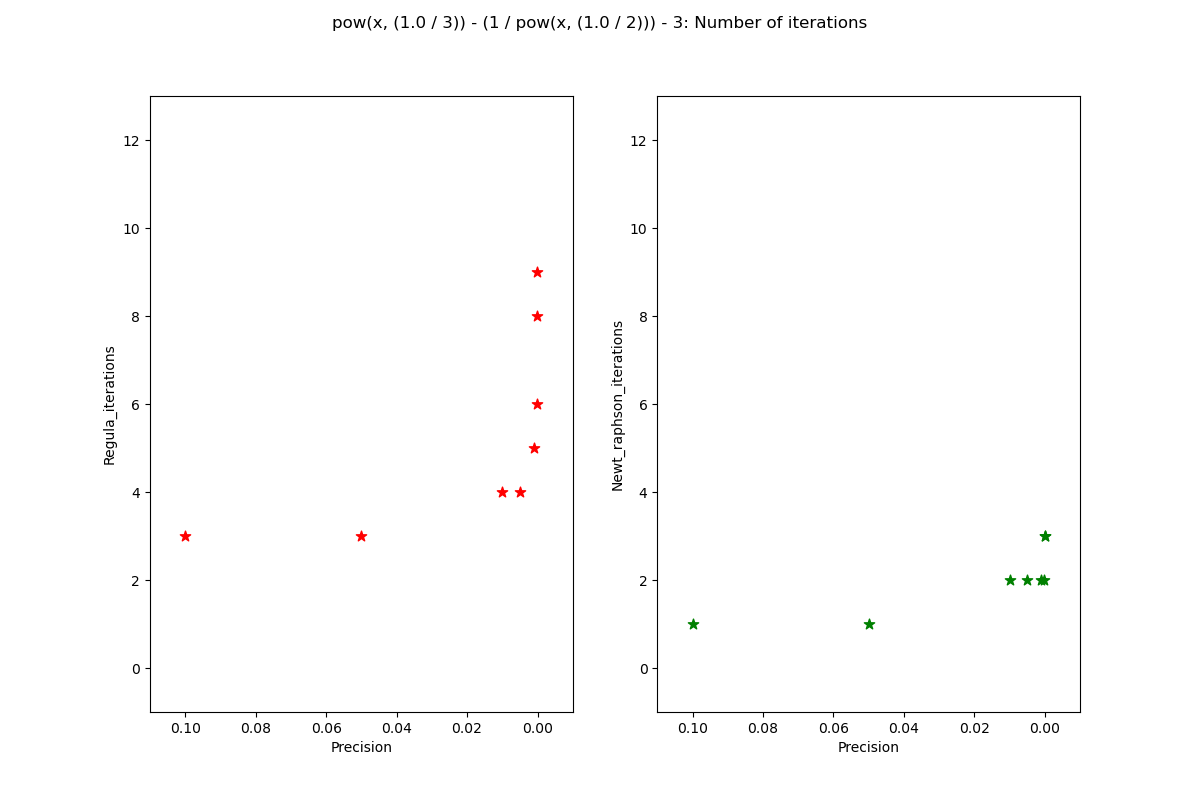 pow(x, (1.0 / 3)) - (1 / pow(x, (1.0 / 2))) - 3: Number of iterations
12
10
8
6
4
2
0
Regula_iterations
0.10 0.08 0.06 0.04 0.02 0.00
Precision
12
10
8
6
4
2
0
Newt_raphson_iterations
0.10 0.08 0.06 0.04 0.02 0.00
Precision